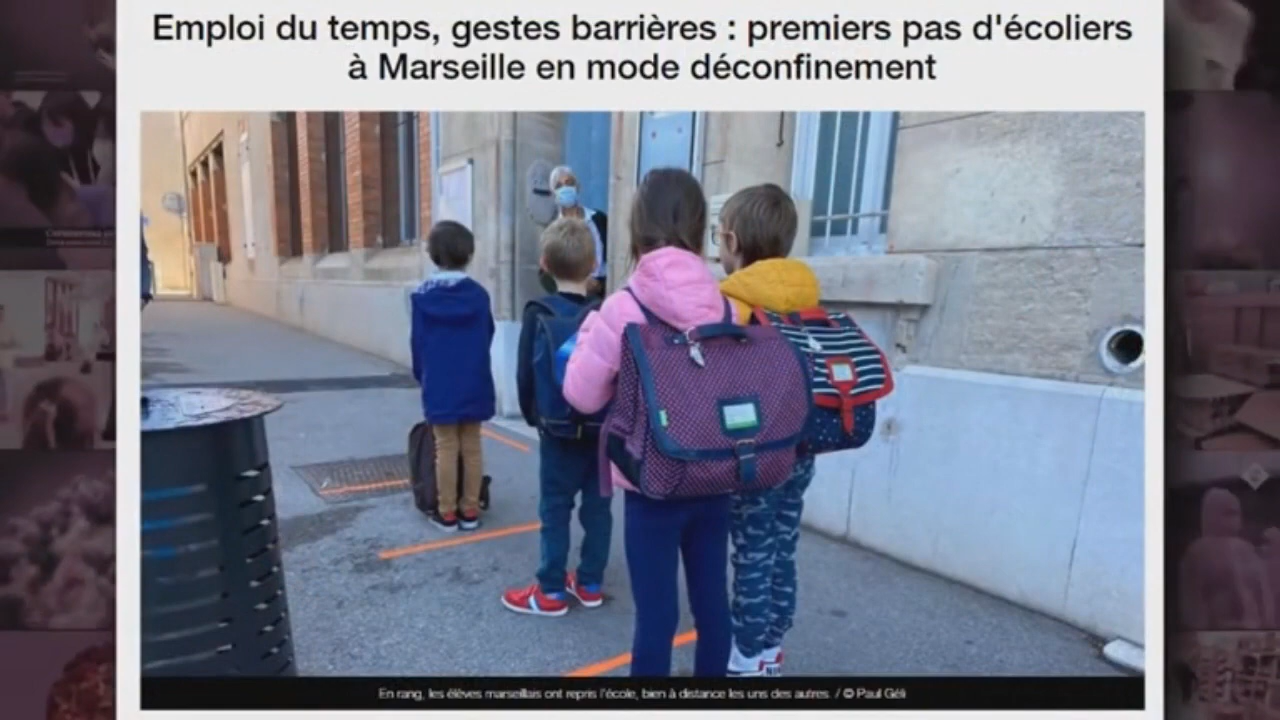 Emploi du temps, gestes barrières : premiers pas d'écoliers
à Marseille en mode déconfinement
En rang, les élèves marseillais ont repris l'école, bien à distance les uns des autres. / © Paul Géli